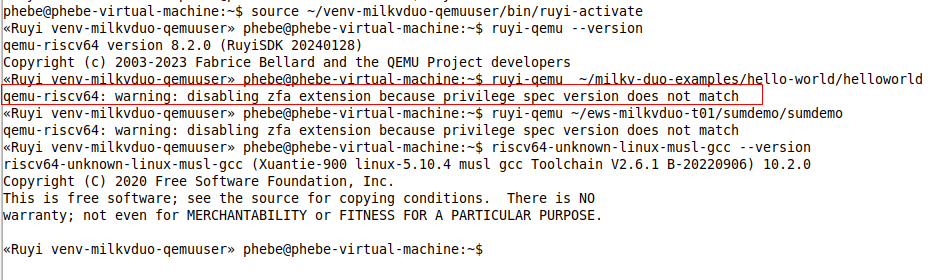 phebe@phebe-virtual-machine:~$ source ~/venv-milkvduo-qemuuser/bin/ruyi-activate
«Ruyi venv-milkvduo-qemuuser» phebe@phebe-virtual-machine:~$ ruyi-qemu --version
qemu-riscv64 version 8.2.0 (RuyiSDK 20240128)
Copyright (c) 2003-2023 Fabrice Bellard and the QEMU Project developers
«Ruyi venv-milkvduo-qemuuser» phebe@phebe-virtual-machine:~$ ruyi-qemu  ~/milkv-duo-examples/hello-world/helloworld
qemu-riscv64: warning: disabling zfa extension because privilege spec version does not match
«Ruyi venv-milkvduo-qemuuser» phebe@phebe-virtual-machine:~$ ruyi-qemu ~/ews-milkvduo-t01/sumdemo/sumdemo
qemu-riscv64: warning: disabling zfa extension because privilege spec version does not match
«Ruyi venv-milkvduo-qemuuser» phebe@phebe-virtual-machine:~$ riscv64-unknown-linux-musl-gcc --version
riscv64-unknown-linux-musl-gcc (Xuantie-900 linux-5.10.4 musl gcc Toolchain V2.6.1 B-20220906) 10.2.0
Copyright (C) 2020 Free Software Foundation, Inc.
This is free software; see the source for copying conditions.  There is NO
warranty; not even for MERCHANTABILITY or FITNESS FOR A PARTICULAR PURPOSE.
«Ruyi venv-milkvduo-qemuuser» phebe@phebe-virtual-machine:~$